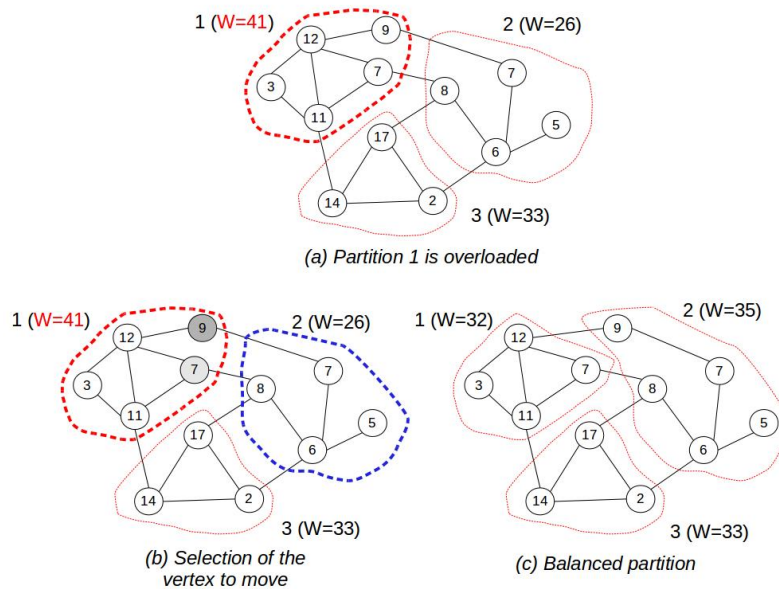 1 (W=41)
2 (W=26)
12
9
7
7
3
8
11
5
17
6
14
2
3 (W=33)
(a) Partition 1 is overloaded
1 (W=41)
2 (W=26)
9
12
7
7
3
8
11
5
17
6
14
2
3 (W=33)
(b) Selection of the
vertex to move
1 (W=32)
2 (W=35)
9
12
7
7
3
8
11
5
17
6
14
2
3 (W=33)
(c) Balanced partition